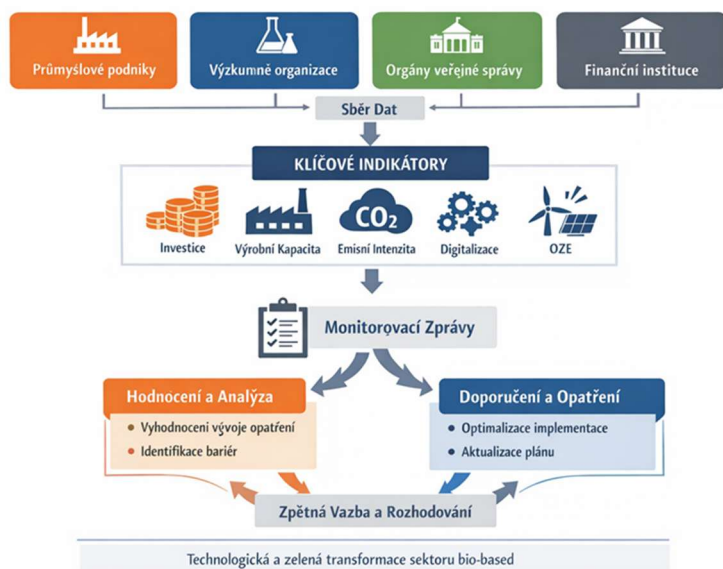 Průmyslové podniky
Výzkumně organizace
Orgány veřejné správy
Finanční instituce
Sběr Dat
KLÍČOVÉ INDIKÁTORY
CO2
Investice
Výrobní Kapacita
Emisní Intenzita
Digitalizace
OZE
Monitorovací Zprávy
Hodnocení a Analýza
• Vyhodnoceni vývoje opatření
• Identifikace bariér
Doporučení a Opatření
• Optimalizace implementace
• Aktualizace plánu
Zpětná Vazba a Rozhodování
Technologická a zelená transformace sektoru bio-based